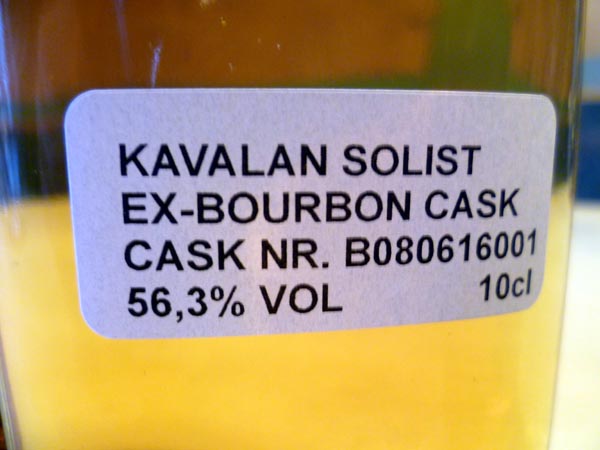 KAVALAN SOLIST
EX-BOURBON CASK
CASK NR. B080616001
56,3% VOL 10cl